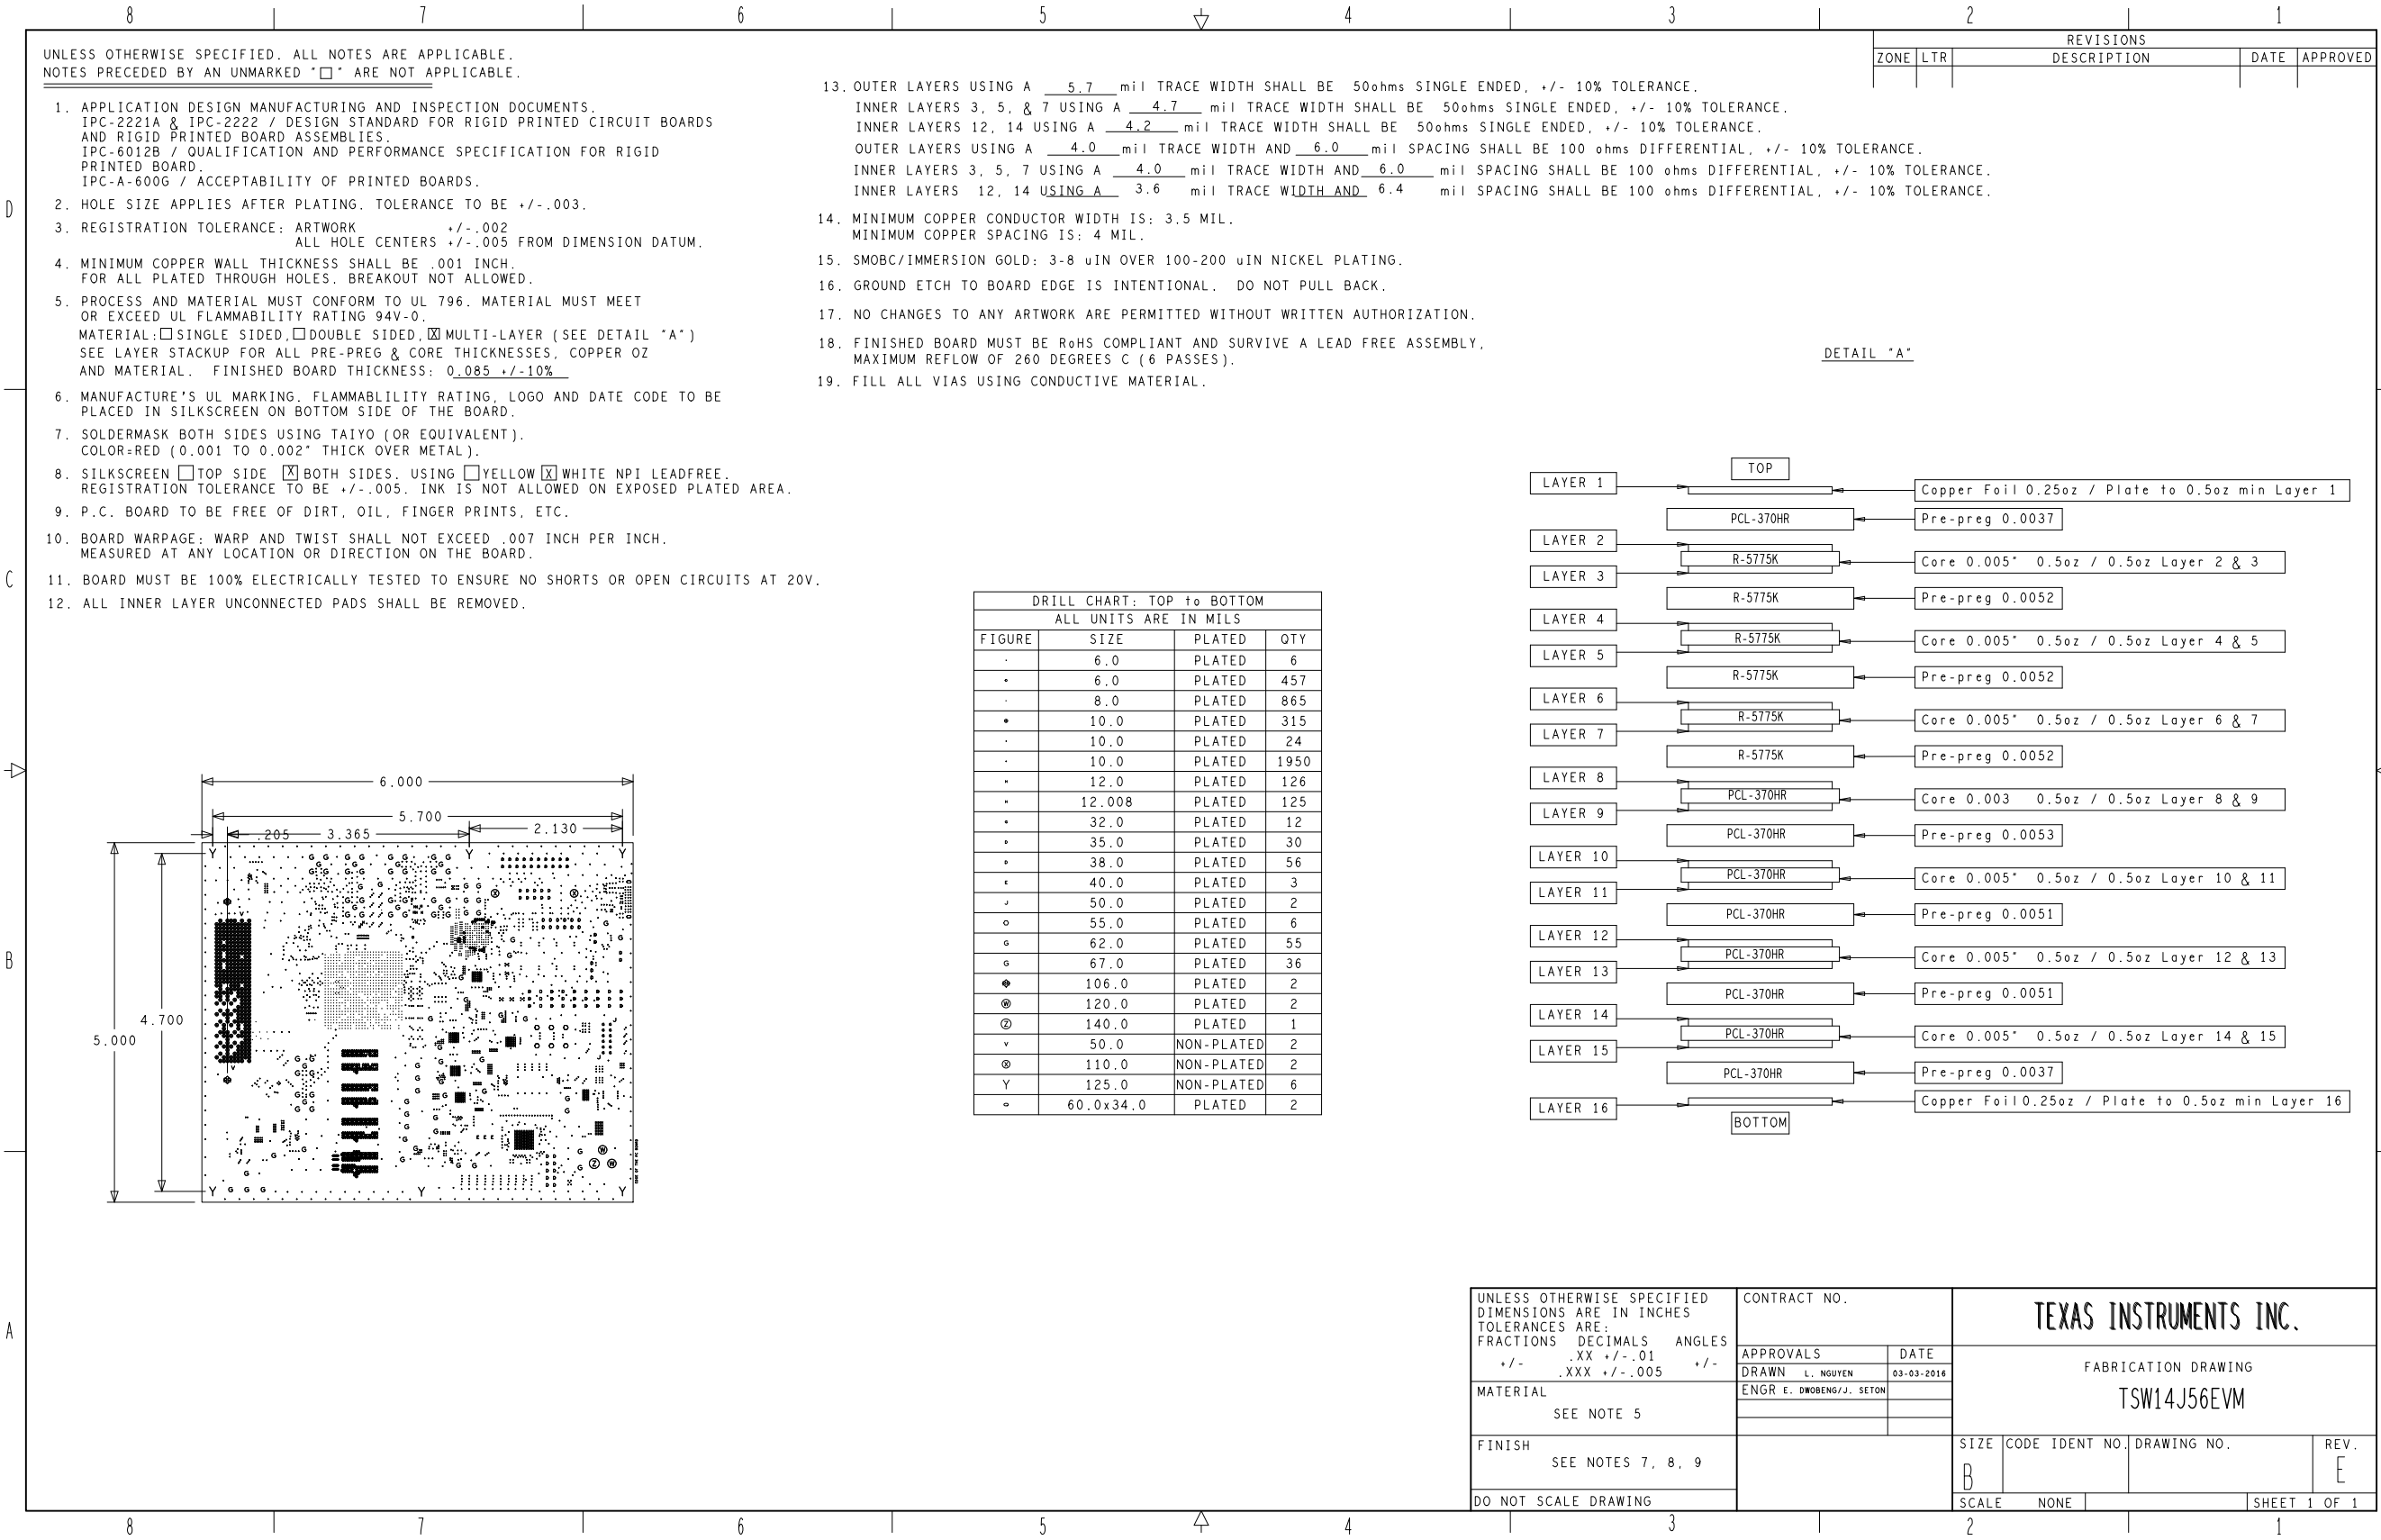 8 7 6 5 4 3 2 1
UNLESS OTHERWISE SPECIFIED. ALL NOTES ARE APPLICABLE.
NOTES PRECEDED BY AN UNMARKED "□" ARE NOT APPLICABLE.
1. APPLICATION DESIGN MANUFACTURING AND INSPECTION DOCUMENTS.
IPC-2221A & IPC-2222 / DESIGN STANDARD FOR RIGID PRINTED CIRCUIT BOARDS
AND RIGID PRINTED BOARD ASSEMBLIES.
IPC-6012B / QUALIFICATION AND PERFORMANCE SPECIFICATION FOR RIGID
PRINTED BOARD.
IPC-A-600G / ACCEPTABILITY OF PRINTED BOARDS.
2. HOLE SIZE APPLIES AFTER PLATING. TOLERANCE TO BE +/-.003.
3. REGISTRATION TOLERANCE: ARTWORK +/-.002
ALL HOLE CENTERS +/-.005 FROM DIMENSION DATUM.
4. MINIMUM COPPER WALL THICKNESS SHALL BE .001 INCH.
FOR ALL PLATED THROUGH HOLES. BREAKOUT NOT ALLOWED.
5. PROCESS AND MATERIAL MUST CONFORM TO UL 796. MATERIAL MUST MEET
OR EXCEED UL FLAMMABILITY RATING 94V-0.
MATERIAL: □ SINGLE SIDED, □ DOUBLE SIDED, ☒ MULTI-LAYER (SEE DETAIL "A")
SEE LAYER STACKUP FOR ALL PRE-PREG & CORE THICKNESSES, COPPER OZ
AND MATERIAL. FINISHED BOARD THICKNESS: 0.085 +/-10%
6. MANUFACTURE'S UL MARKING. FLAMMABLILITY RATING, LOGO AND DATE CODE TO BE
PLACED IN SILKSCREEN ON BOTTOM SIDE OF THE BOARD.
7. SOLDERMASK BOTH SIDES USING TAIYO (OR EQUIVALENT).
COLOR=RED (0.001 TO 0.002" THICK OVER METAL).
8. SILKSCREEN □ TOP SIDE ☒ BOTH SIDES. USING □ YELLOW ☒ WHITE NPI LEADFREE.
REGISTRATION TOLERANCE TO BE +/-.005. INK IS NOT ALLOWED ON EXPOSED PLATED AREA.
9. P.C. BOARD TO BE FREE OF DIRT, OIL, FINGER PRINTS, ETC.
10. BOARD WARPAGE: WARP AND TWIST SHALL NOT EXCEED .007 INCH PER INCH.
MEASURED AT ANY LOCATION OR DIRECTION ON THE BOARD.
11. BOARD MUST BE 100% ELECTRICALLY TESTED TO ENSURE NO SHORTS OR OPEN CIRCUITS AT 20V.
12. ALL INNER LAYER UNCONNECTED PADS SHALL BE REMOVED.
13. OUTER LAYERS USING A 5.7 mil TRACE WIDTH SHALL BE 50ohms SINGLE ENDED, +/- 10% TOLERANCE.
INNER LAYERS 3, 5, & 7 USING A 4.7 mil TRACE WIDTH SHALL BE 50ohms SINGLE ENDED, +/- 10% TOLERANCE.
INNER LAYERS 12, 14 USING A 4.2 mil TRACE WIDTH SHALL BE 50ohms SINGLE ENDED, +/- 10% TOLERANCE.
OUTER LAYERS USING A 4.0 mil TRACE WIDTH AND 6.0 mil SPACING SHALL BE 100 ohms DIFFERENTIAL, +/- 10% TOLERANCE.
INNER LAYERS 3, 5, 7 USING A 4.0 mil TRACE WIDTH AND 6.0 mil SPACING SHALL BE 100 ohms DIFFERENTIAL, +/- 10% TOLERANCE.
INNER LAYERS 12, 14 USING A 3.6 mil TRACE WIDTH AND 6.4 mil SPACING SHALL BE 100 ohms DIFFERENTIAL, +/- 10% TOLERANCE.
14. MINIMUM COPPER CONDUCTOR WIDTH IS: 3.5 MIL.
MINIMUM COPPER SPACING IS: 4 MIL.
15. SMOBC/IMMERSION GOLD: 3-8 uIN OVER 100-200 uIN NICKEL PLATING.
16. GROUND ETCH TO BOARD EDGE IS INTENTIONAL. DO NOT PULL BACK.
17. NO CHANGES TO ANY ARTWORK ARE PERMITTED WITHOUT WRITTEN AUTHORIZATION.
18. FINISHED BOARD MUST BE RoHS COMPLIANT AND SURVIVE A LEAD FREE ASSEMBLY,
MAXIMUM REFLOW OF 260 DEGREES C (6 PASSES).
19. FILL ALL VIAS USING CONDUCTIVE MATERIAL.
REVISIONS
ZONE LTR DESCRIPTION DATE APPROVED
D
C
B
A
DETAIL "A"
TOP
LAYER 1 Copper Foil 0.25oz / Plate to 0.5oz min Layer 1
PCL-370HR Pre-preg 0.0037
LAYER 2
R-5775K Core 0.005" 0.5oz / 0.5oz Layer 2 & 3
LAYER 3
R-5775K Pre-preg 0.0052
LAYER 4
R-5775K Core 0.005" 0.5oz / 0.5oz Layer 4 & 5
LAYER 5
R-5775K Pre-preg 0.0052
LAYER 6
R-5775K Core 0.005" 0.5oz / 0.5oz Layer 6 & 7
LAYER 7
R-5775K Pre-preg 0.0052
LAYER 8
PCL-370HR Core 0.003 0.5oz / 0.5oz Layer 8 & 9
LAYER 9
PCL-370HR Pre-preg 0.0053
LAYER 10
PCL-370HR Core 0.005" 0.5oz / 0.5oz Layer 10 & 11
LAYER 11
PCL-370HR Pre-preg 0.0051
LAYER 12
PCL-370HR Core 0.005" 0.5oz / 0.5oz Layer 12 & 13
LAYER 13
PCL-370HR Pre-preg 0.0051
LAYER 14
PCL-370HR Core 0.005" 0.5oz / 0.5oz Layer 14 & 15
LAYER 15
PCL-370HR Pre-preg 0.0037
LAYER 16 Copper Foil 0.25oz / Plate to 0.5oz min Layer 16
BOTTOM
DRILL CHART: TOP to BOTTOM
ALL UNITS ARE IN MILS
FIGURE SIZE PLATED QTY
6.0 PLATED 6
6.0 PLATED 457
8.0 PLATED 865
10.0 PLATED 315
10.0 PLATED 24
10.0 PLATED 1950
12.0 PLATED 126
12.008 PLATED 125
32.0 PLATED 12
35.0 PLATED 30
38.0 PLATED 56
E 40.0 PLATED 3
J 50.0 PLATED 2
O 55.0 PLATED 6
G 62.0 PLATED 55
G 67.0 PLATED 36
106.0 PLATED 2
W 120.0 PLATED 2
Z 140.0 PLATED 1
V 50.0 NON-PLATED 2
X 110.0 NON-PLATED 2
Y 125.0 NON-PLATED 6
60.0x34.0 PLATED 2
6.000
5.700
.205 3.365 2.130
4.700
5.000
UNLESS OTHERWISE SPECIFIED
DIMENSIONS ARE IN INCHES
TOLERANCES ARE:
FRACTIONS DECIMALS ANGLES
+/- .XX +/-.01 +/-
.XXX +/-.005
MATERIAL
SEE NOTE 5
FINISH
SEE NOTES 7, 8, 9
DO NOT SCALE DRAWING
CONTRACT NO.
APPROVALS DATE
DRAWN L. NGUYEN 03-03-2016
ENGR E. DWOBENG/J. SETON
TEXAS INSTRUMENTS INC.
FABRICATION DRAWING
TSW14J56EVM
SIZE CODE IDENT NO. DRAWING NO. REV.
B E
SCALE NONE SHEET 1 OF 1
8 7 6 5 4 3 2 1